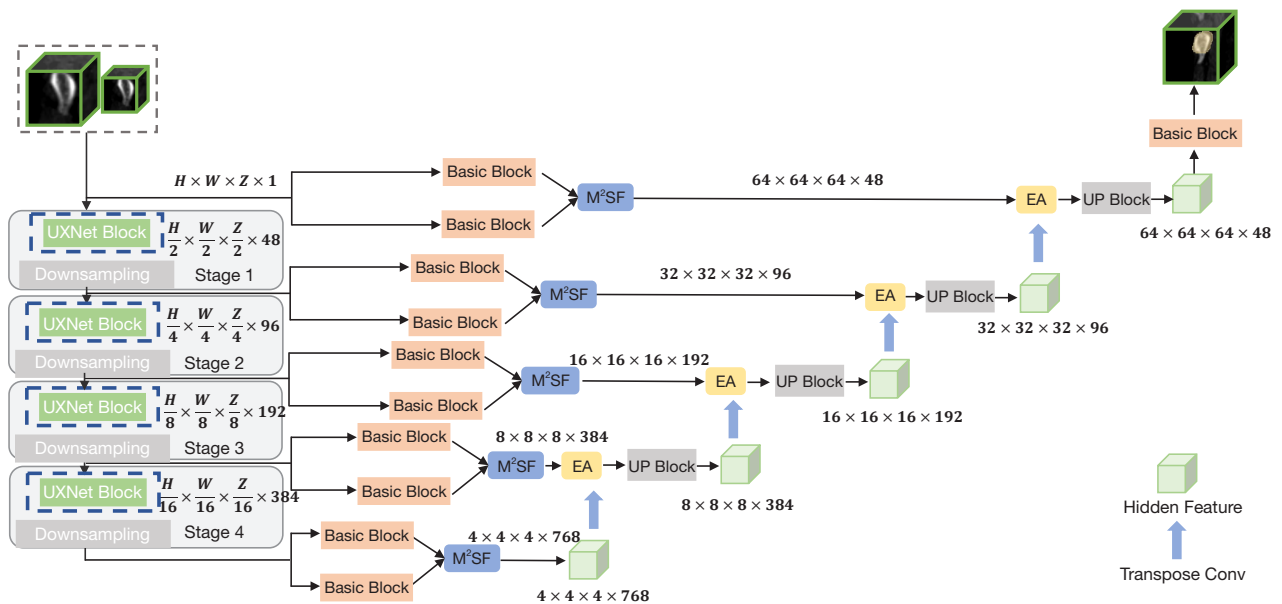 Basic Block
H × W × Z × 1
Basic Block
M²SF
64 × 64 × 64 × 48
EA
UP Block
Basic Block
64 × 64 × 64 × 48
UXNet Block
H/2 × W/2 × Z/2 × 48
Downsampling
Stage 1
Basic Block
Basic Block
M²SF
32 × 32 × 32 × 96
EA
UP Block
32 × 32 × 32 × 96
UXNet Block
H/4 × W/4 × Z/4 × 96
Downsampling
Stage 2
Basic Block
Basic Block
M²SF
16 × 16 × 16 × 192
EA
UP Block
16 × 16 × 16 × 192
UXNet Block
H/8 × W/8 × Z/8 × 192
Downsampling
Stage 3
Basic Block
Basic Block
M²SF
8 × 8 × 8 × 384
EA
UP Block
8 × 8 × 8 × 384
UXNet Block
H/16 × W/16 × Z/16 × 384
Downsampling
Stage 4
Basic Block
Basic Block
M²SF
4 × 4 × 4 × 768
4 × 4 × 4 × 768
Hidden Feature
Transpose Conv